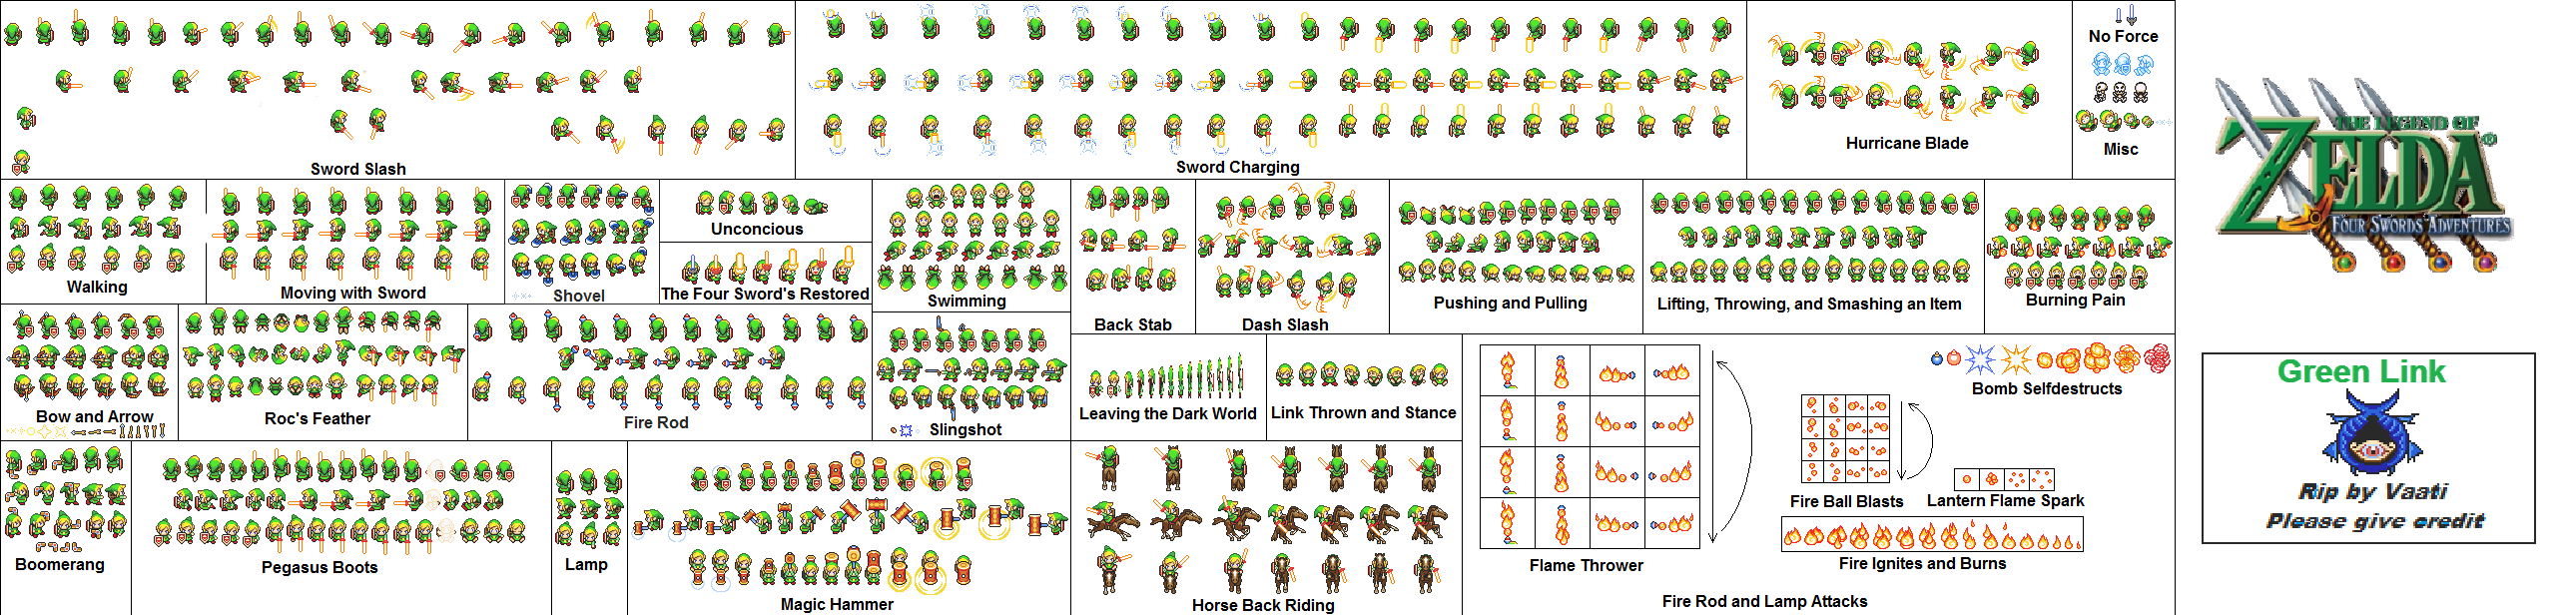 Sword Slash
Sword Charging
Hurricane Blade
No Force
Misc
THE LEGEND OF
ZELDA®
FOUR SWORDS ADVENTURES
Walking
Moving with Sword
Shovel
Unconcious
The Four Sword's Restored
Swimming
Back Stab
Dash Slash
Pushing and Pulling
Lifting, Throwing, and Smashing an Item
Burning Pain
Bow and Arrow
Roc's Feather
Fire Rod
Slingshot
Leaving the Dark World
Link Thrown and Stance
Bomb Selfdestructs
Fire Ball Blasts
Lantern Flame Spark
Flame Thrower
Fire Ignites and Burns
Fire Rod and Lamp Attacks
Boomerang
Pegasus Boots
Lamp
Magic Hammer
Horse Back Riding
Green Link
Rip by Vaati
Please give credit